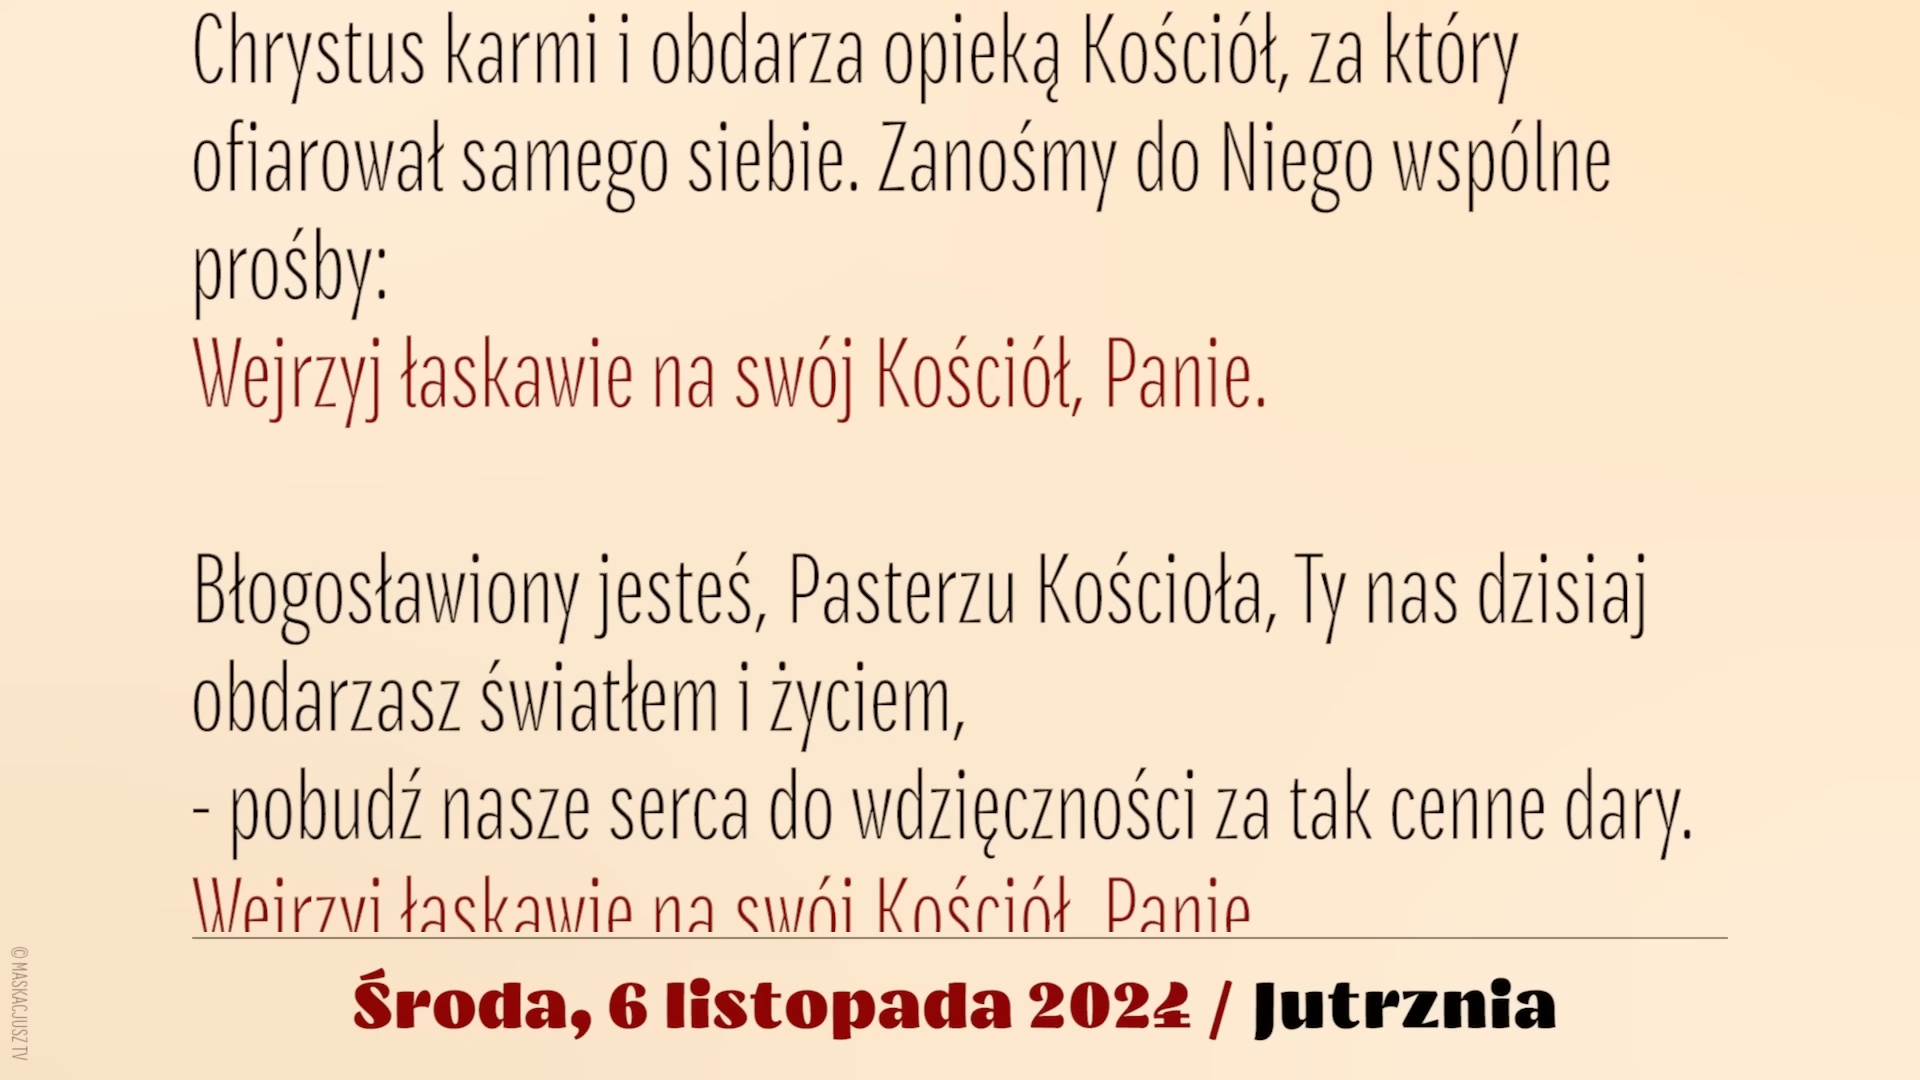 Chrystus karmi i obdarza opieką Kościół, za który
ofiarował samego siebie. Zanośmy do Niego wspólne
prośby:
Wejrzyj łaskawie na swój Kościół, Panie.
Błogosławiony jesteś, Pasterzu Kościoła, Ty nas dzisiaj
obdarzasz światłem i życiem,
- pobudź nasze serca do wdzięczności za tak cenne dary.
Wejrzyj łaskawie na swój Kościół, Panie
Środa, 6 listopada 2024 / Jutrznia
© MASKACJUSZ TV